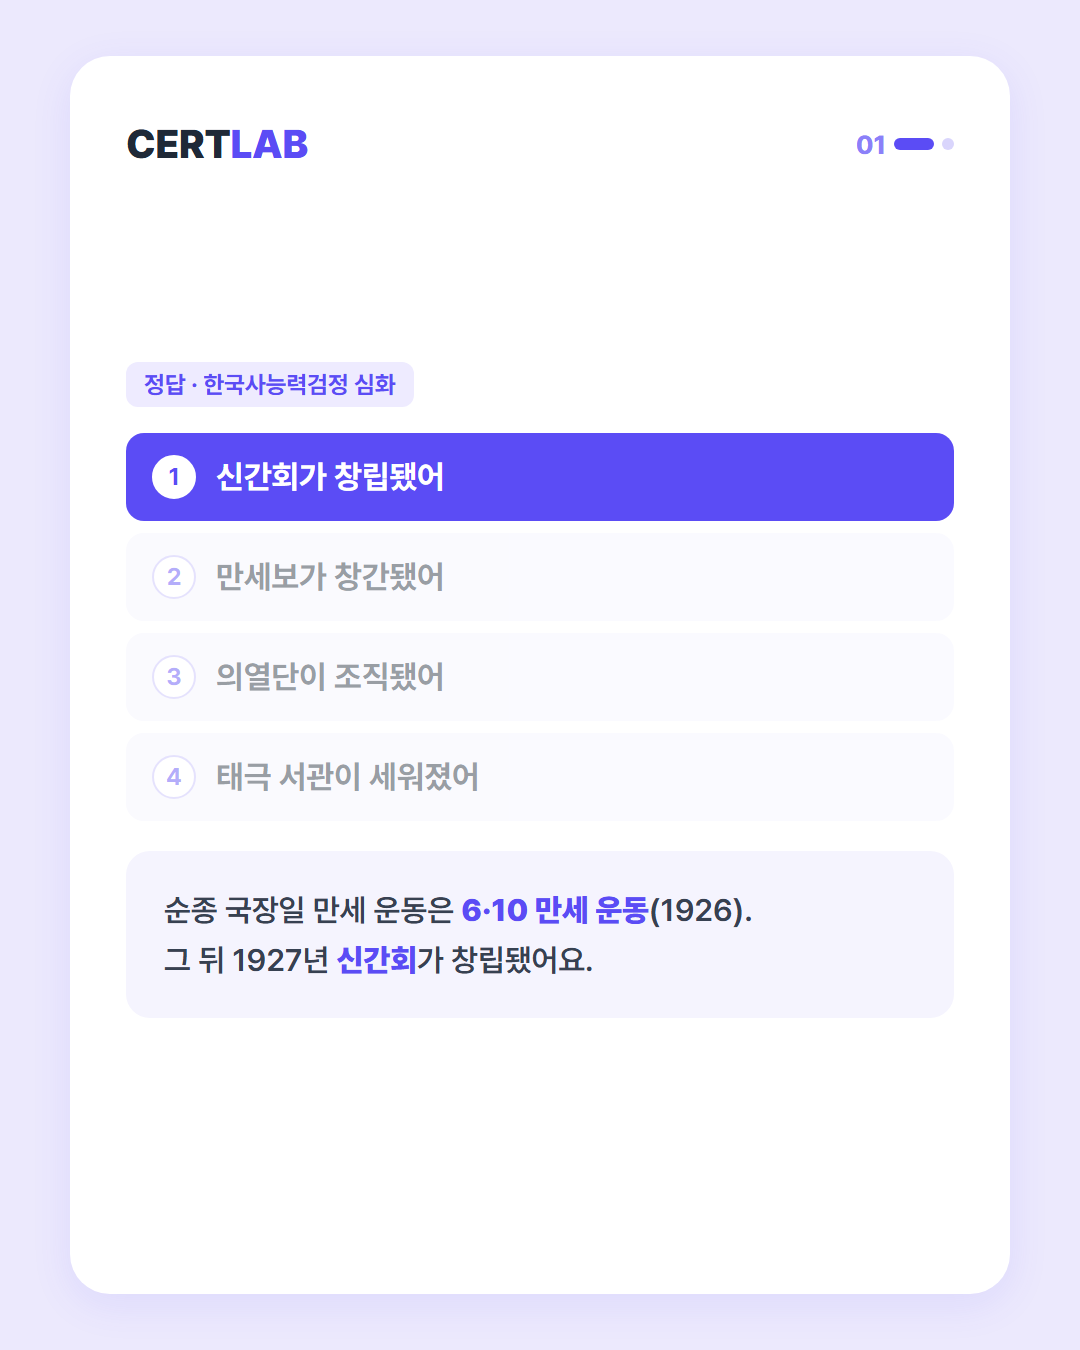 CERTLAB
01
정답 · 한국사능력검정 심화
1 신간회가 창립됐어
2 만세보가 창간됐어
3 의열단이 조직됐어
4 태극 서관이 세워졌어
순종 국장일 만세 운동은 6·10 만세 운동(1926).
그 뒤 1927년 신간회가 창립됐어요.